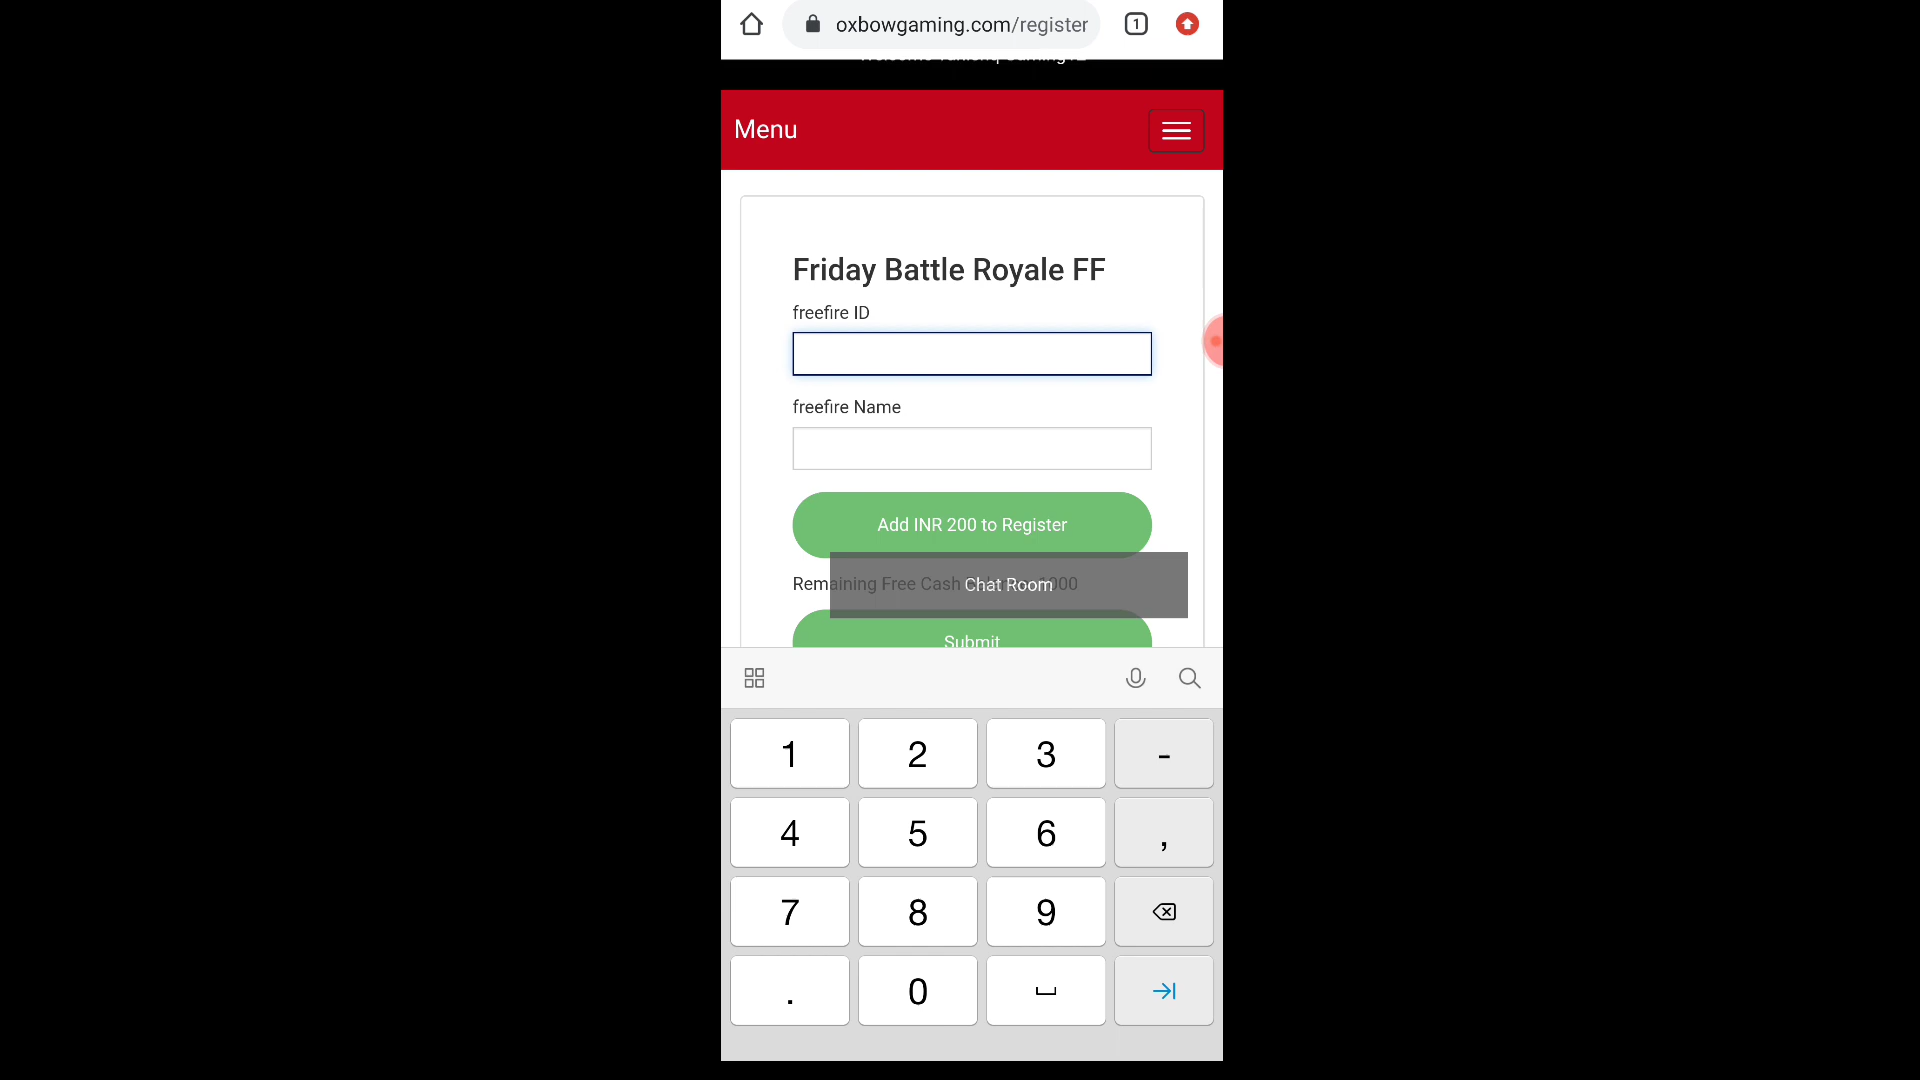 oxbowgaming.com/register
1
Menu
Friday Battle Royale FF
freefire ID
freefire Name
Add INR 200 to Register
Remaining Free Cash
Chat Room
Submit
1 2 3 -
4 5 6 ,
7 8 9
. 0